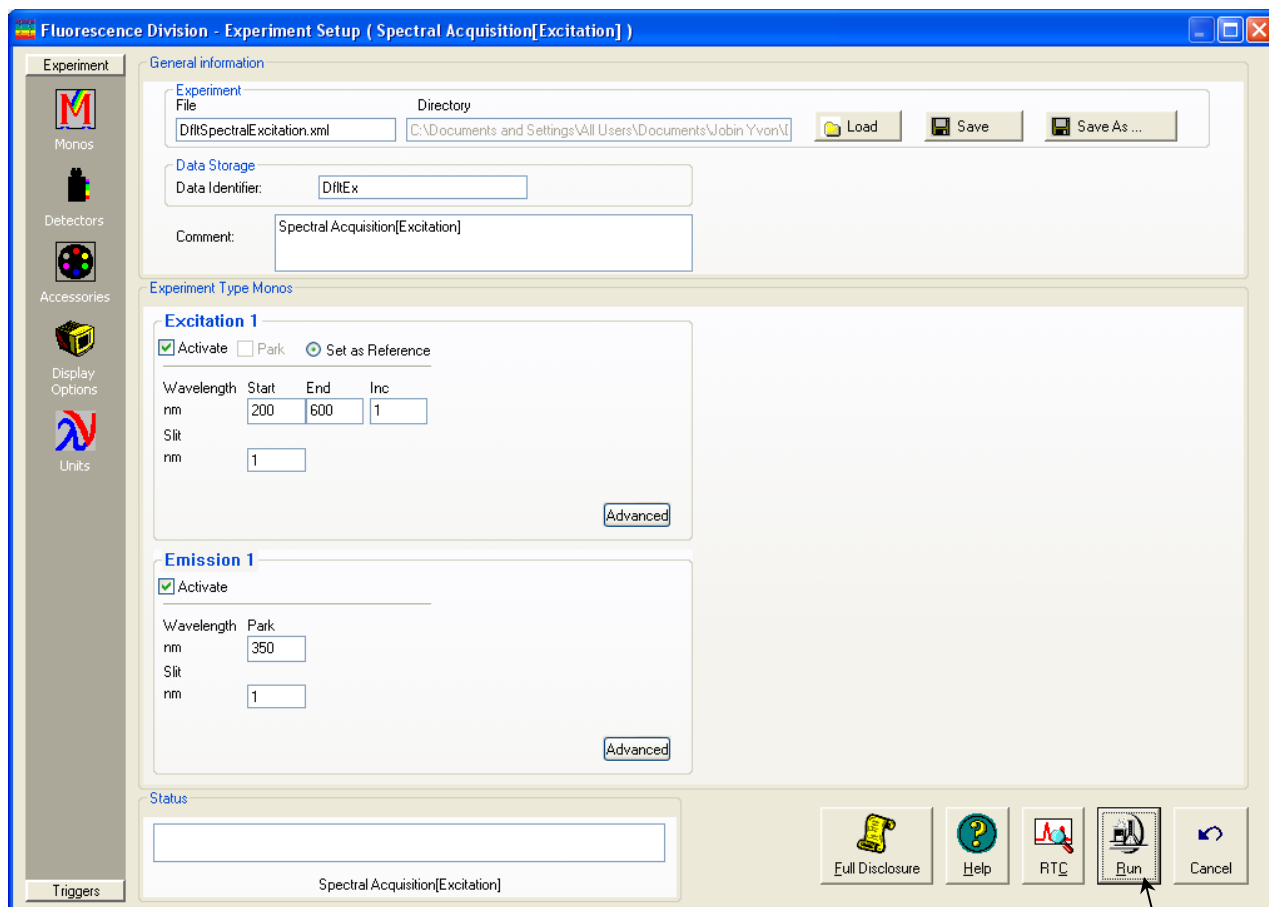 Fluorescence Division - Experiment Setup ( Spectral Acquisition[Excitation] )
Experiment
Monos
Detectors
Accessories
Display
Options
Units
Triggers
General information
Experiment
File Directory
DfltSpectralExcitation.xml C:\Documents and Settings\All Users\Documents\Jobin Yvon\[ Load Save Save As ...
Data Storage
Data Identifier: DfltEx
Comment: Spectral Acquisition[Excitation]
Experiment Type Monos
Excitation 1
Activate Park Set as Reference
Wavelength Start End Inc
nm 200 600 1
Slit
nm 1
Advanced
Emission 1
Activate
Wavelength Park
nm 350
Slit
nm 1
Advanced
Status
Spectral Acquisition[Excitation]
Full Disclosure Help RTC Run Cancel